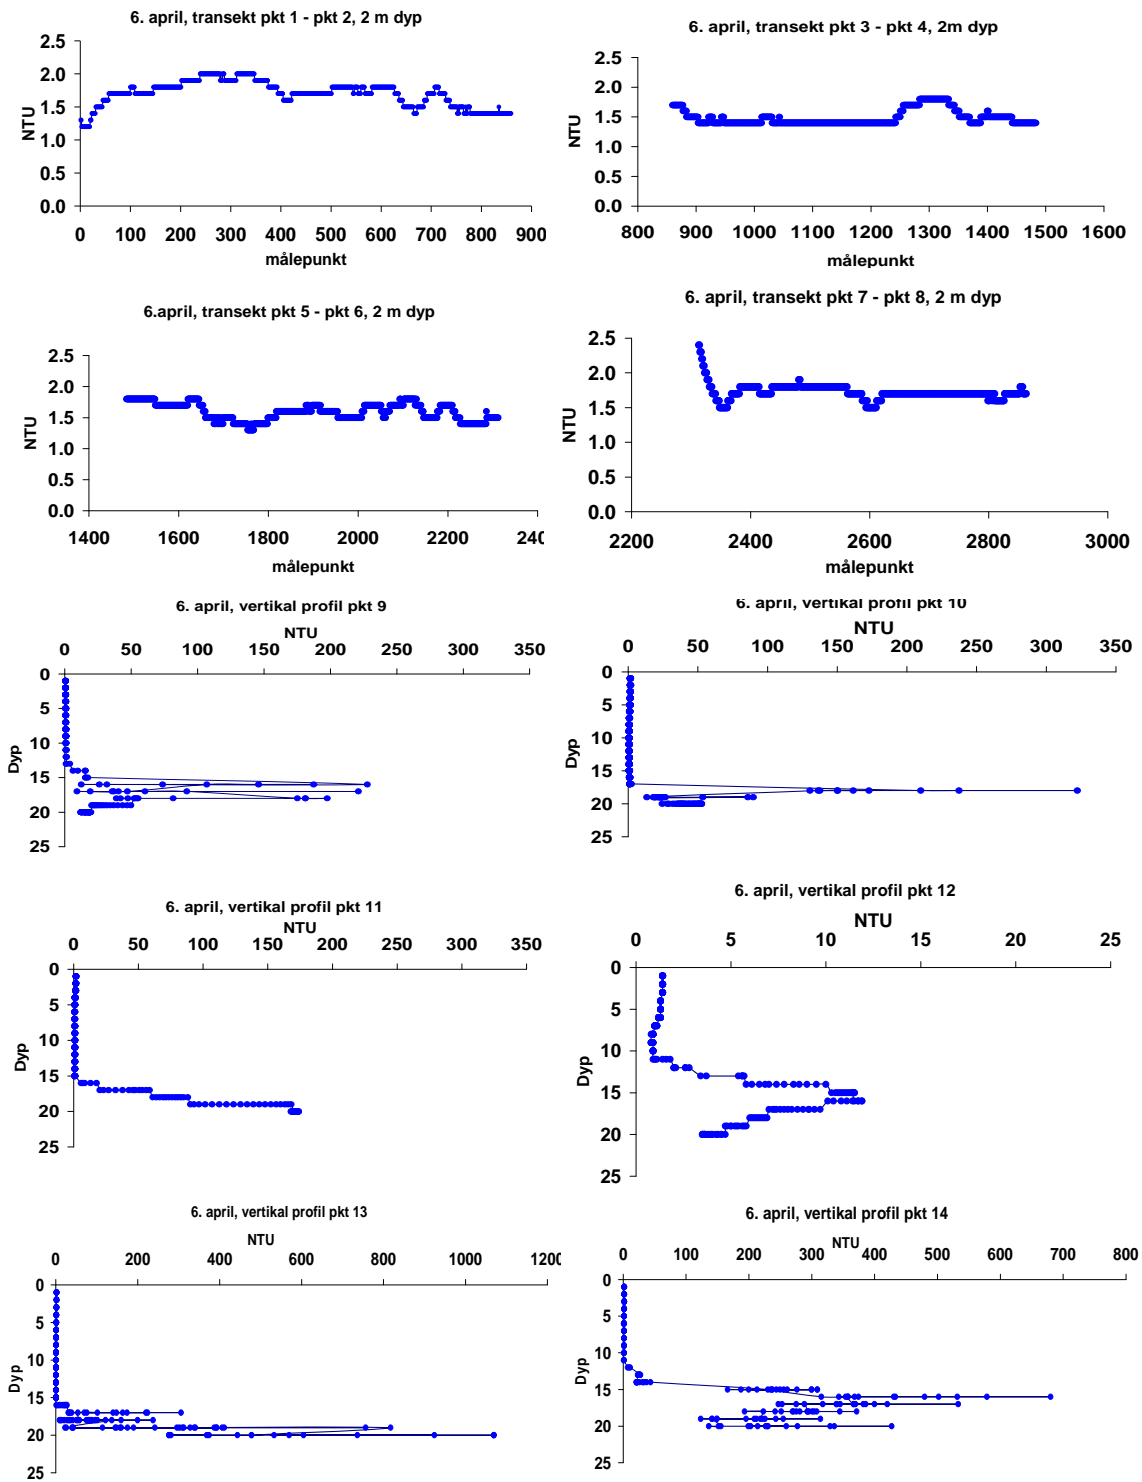 6. april, transekt pkt 1 - pkt 2, 2 m dyp
2.5
2.0
1.5
1.0
0.5
0.0
NTU
0 100 200 300 400 500 600 700 800 900
målepunkt
6. april, transekt pkt 3 - pkt 4, 2m dyp
2.5
2.0
1.5
1.0
0.5
0.0
NTU
800 900 1000 1100 1200 1300 1400 1500 1600
målepunkt
6.april, transekt pkt 5 - pkt 6, 2 m dyp
2.5
2.0
1.5
1.0
0.5
0.0
NTU
1400 1600 1800 2000 2200 240
målepunkt
6. april, transekt pkt 7 - pkt 8, 2 m dyp
2.5
2.0
1.5
1.0
0.5
0.0
NTU
2200 2400 2600 2800 3000
målepunkt
6. april, vertikal profil pkt 9
NTU
0 50 100 150 200 250 300 350
0
5
10
15
20
25
Dyp
6. april, vertikal profil pkt 10
NTU
0 50 100 150 200 250 300 350
0
5
10
15
20
25
6. april, vertikal profil pkt 11
NTU
0 50 100 150 200 250 300 350
0
5
10
15
20
25
Dyp
6. april, vertikal profil pkt 12
NTU
0 5 10 15 20 25
0
5
10
15
20
25
Dyp
6. april, vertikal profil pkt 13
NTU
0 200 400 600 800 1000 1200
0
5
10
15
20
25
Dyp
6. april, vertikal profil pkt 14
NTU
0 100 200 300 400 500 600 700 800
0
5
10
15
20
25
Dyp